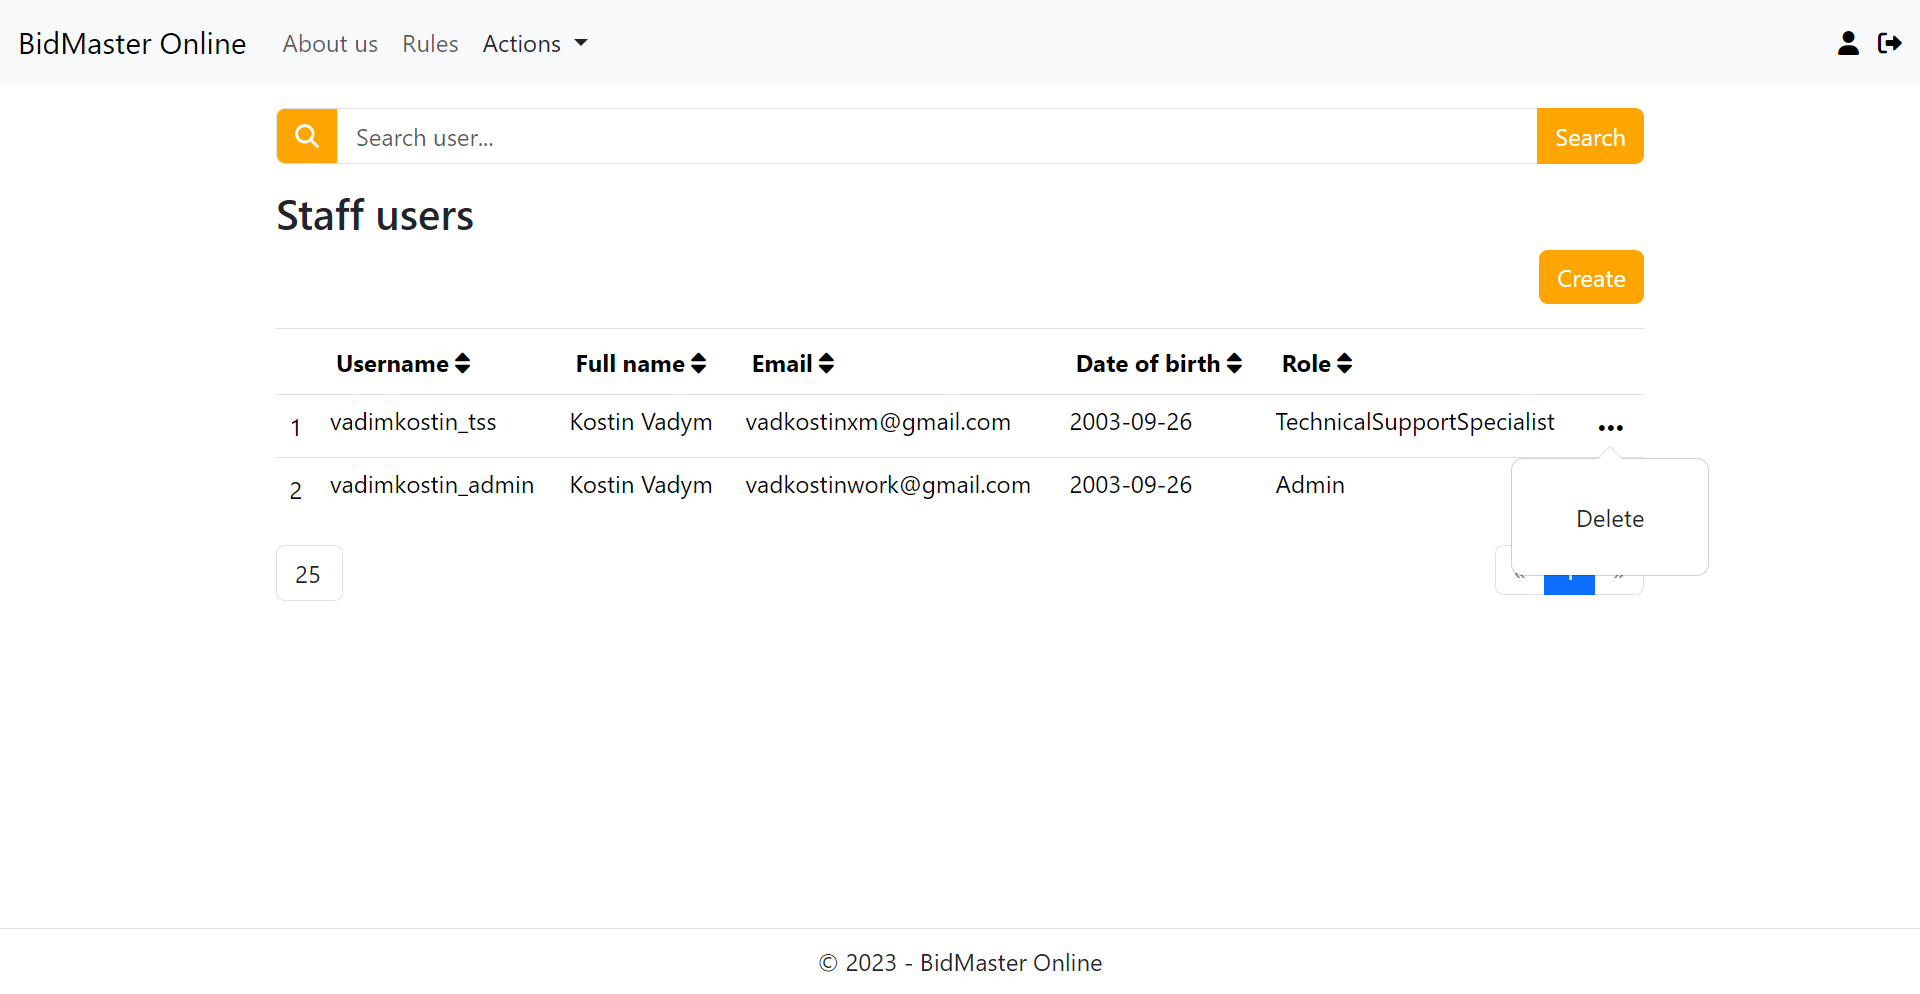 BidMaster Online About us Rules Actions
Search user... Search
Staff users
Create
Username Full name Email Date of birth Role
1 vadimkostin_tss Kostin Vadym vadkostinxm@gmail.com 2003-09-26 TechnicalSupportSpecialist
2 vadimkostin_admin Kostin Vadym vadkostinwork@gmail.com 2003-09-26 Admin
Delete
25
© 2023 - BidMaster Online